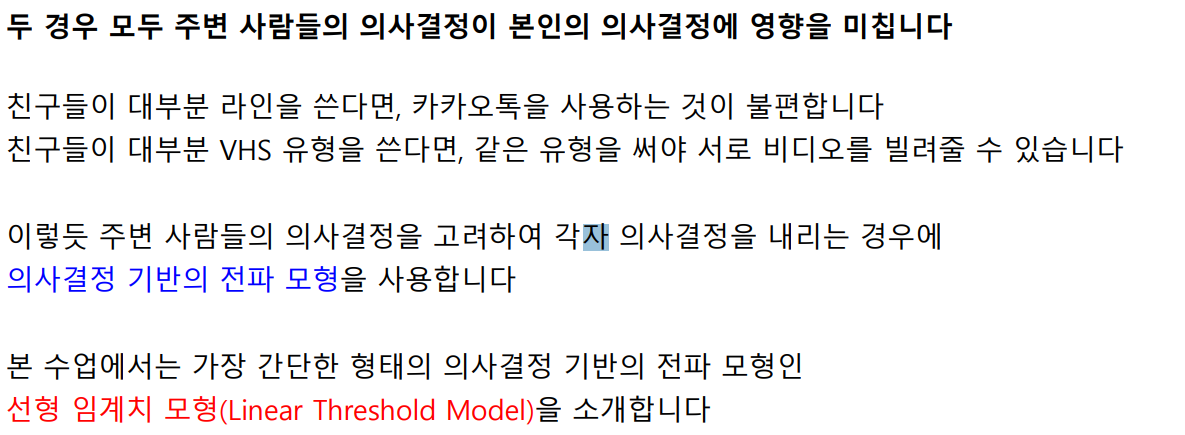 두 경우 모두 주변 사람들의 의사결정이 본인의 의사결정에 영향을 미칩니다
친구들이 대부분 라인을 쓴다면, 카카오톡을 사용하는 것이 불편합니다
친구들이 대부분 VHS 유형을 쓴다면, 같은 유형을 써야 서로 비디오를 빌려줄 수 있습니다
이렇듯 주변 사람들의 의사결정을 고려하여 각자 의사결정을 내리는 경우에
의사결정 기반의 전파 모형을 사용합니다
본 수업에서는 가장 간단한 형태의 의사결정 기반의 전파 모형인
선형 임계치 모형(Linear Threshold Model)을 소개합니다